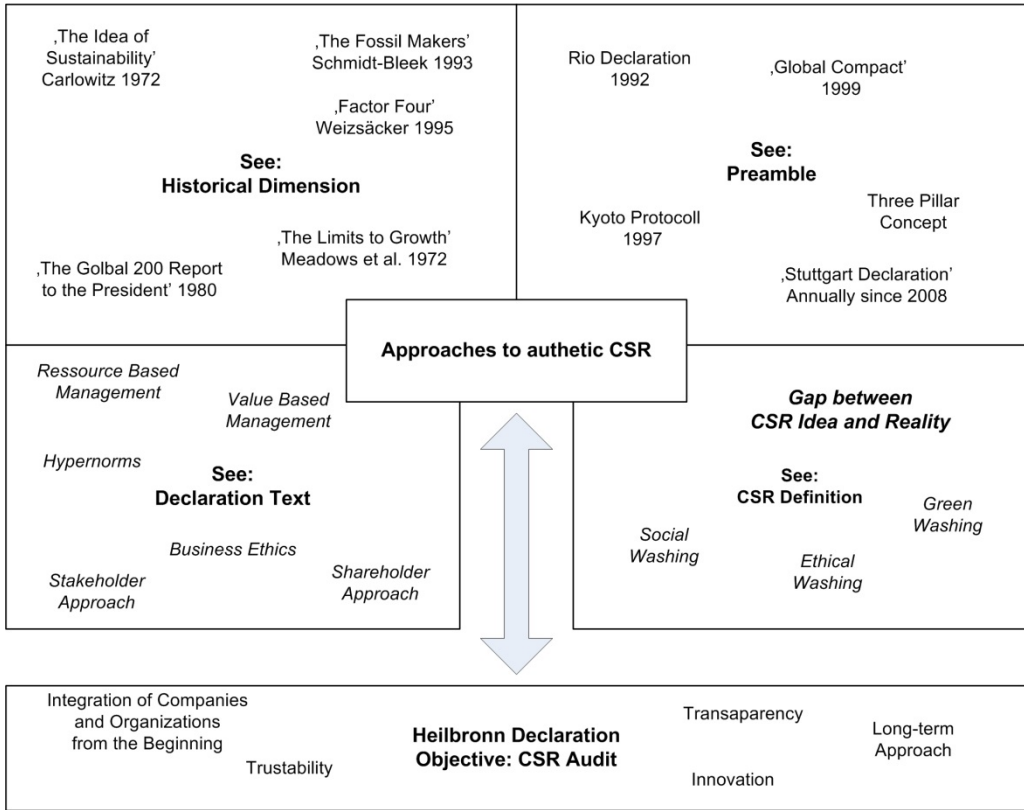 ‚The Idea of
Sustainability’
Carlowitz 1972
‚The Fossil Makers’
Schmidt-Bleek 1993
‚Factor Four’
Weizsäcker 1995
See:
Historical Dimension
‚The Limits to Growth’
Meadows et al. 1972
‚The Golbal 200 Report
to the President’ 1980
Rio Declaration
1992
‚Global Compact’
1999
See:
Preamble
Three Pillar
Concept
Kyoto Protocoll
1997
‚Stuttgart Declaration’
Annually since 2008
Approaches to authetic CSR
Ressource Based
Management
Value Based
Management
Hypernorms
See:
Declaration Text
Business Ethics
Stakeholder
Approach
Shareholder
Approach
Gap between
CSR Idea and Reality
See:
CSR Definition
Green
Washing
Social
Washing
Ethical
Washing
Integration of Companies
and Organizations
from the Beginning
Trustability
Heilbronn Declaration
Objective: CSR Audit
Transaparency
Long-term
Approach
Innovation